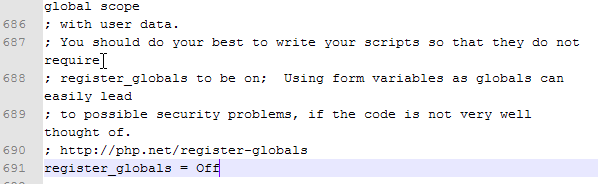 global scope
686 ; with user data.
687 ; You should do your best to write your scripts so that they do not
require
688 ; register_globals to be on;  Using form variables as globals can
easily lead
689 ; to possible security problems, if the code is not very well
thought of.
690 ; http://php.net/register-globals
691 register_globals = Off